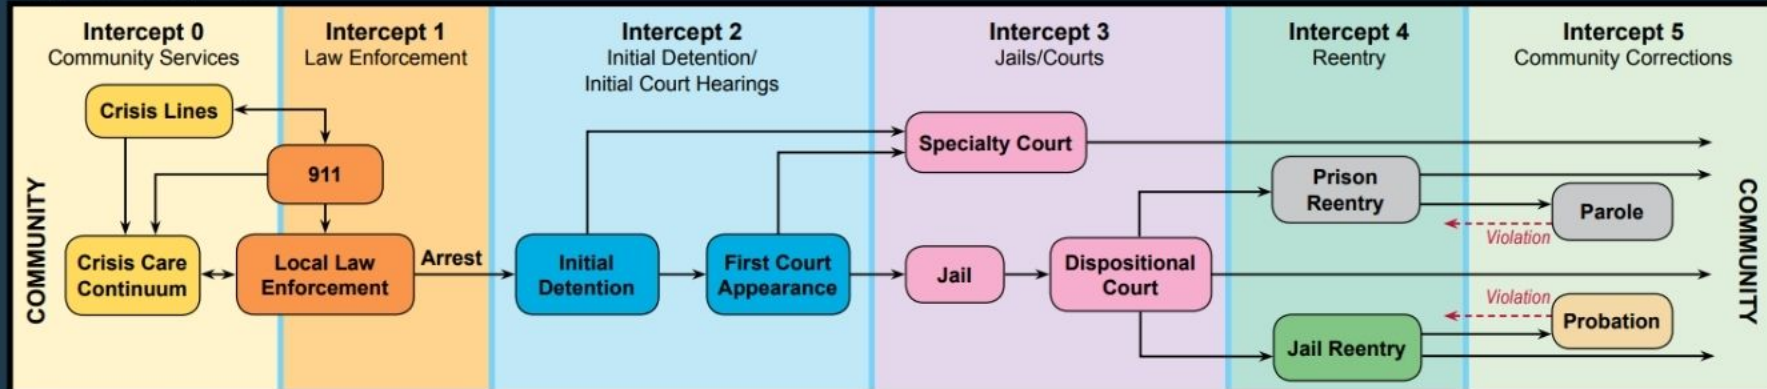 Intercept 0
Community Services
Intercept 1
Law Enforcement
Intercept 2
Initial Detention/
Initial Court Hearings
Intercept 3
Jails/Courts
Intercept 4
Reentry
Intercept 5
Community Corrections
COMMUNITY
Crisis Lines
911
Crisis Care
Continuum
Local Law
Enforcement
Arrest
Initial
Detention
First Court
Appearance
Specialty Court
Jail
Dispositional
Court
Prison
Reentry
Parole
Violation
Violation
Probation
Jail Reentry
COMMUNITY